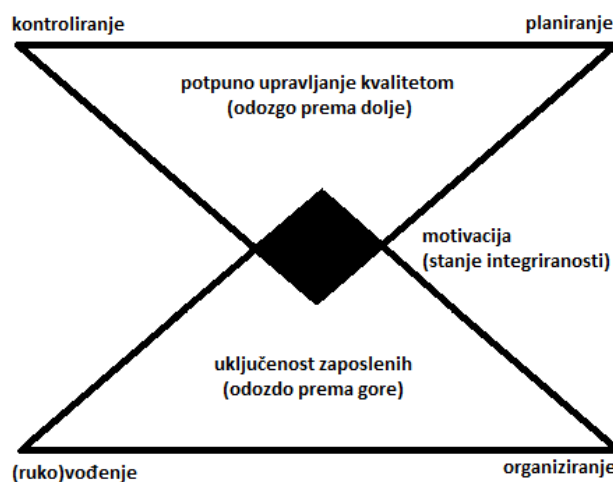 kontroliranje
planiranje
potpuno upravljanje kvalitetom
(odozgo prema dolje)
motivacija
(stanje integriranosti)
uključenost zaposlenih
(odozdo prema gore)
(ruko)vođenje
organiziranje